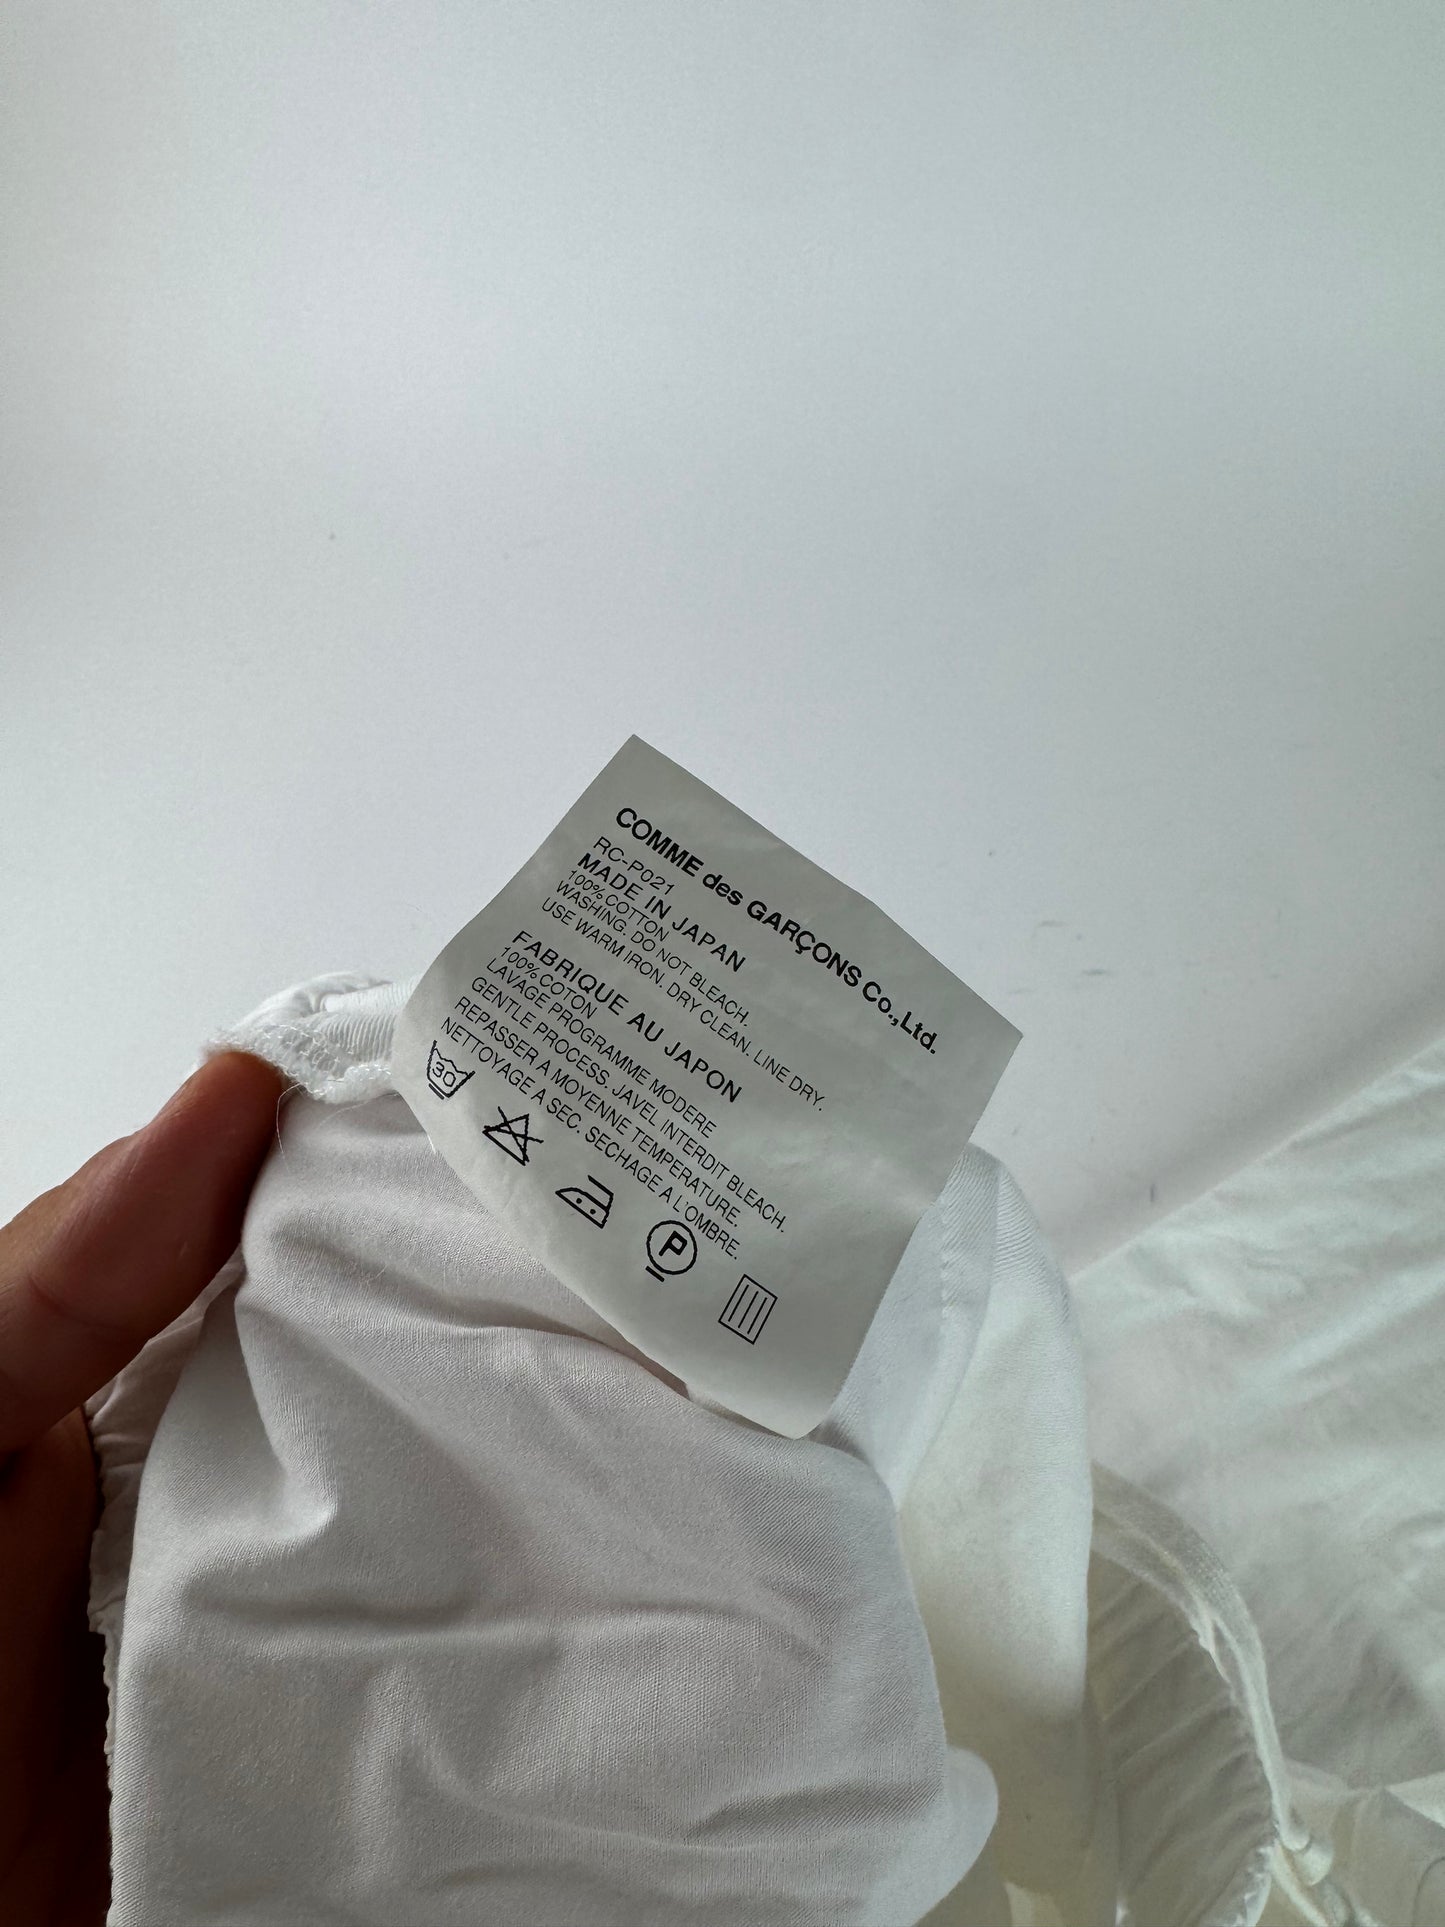 COMME des GARÇONS Co.,Ltd.
RC-P021
MADE IN JAPAN
100%COTTON
WASHING. DO NOT BLEACH.
USE WARM IRON. DRY CLEAN. LINE DRY.
FABRIQUE AU JAPON
100%COTON
LAVAGE PROGRAMME MODERE
GENTLE PROCESS. JAVEL INTERDIT BLEACH.
REPASSER A MOYENNE TEMPERATURE.
NETTOYAGE A SEC. SECHAGE A L'OMBRE.
30
P